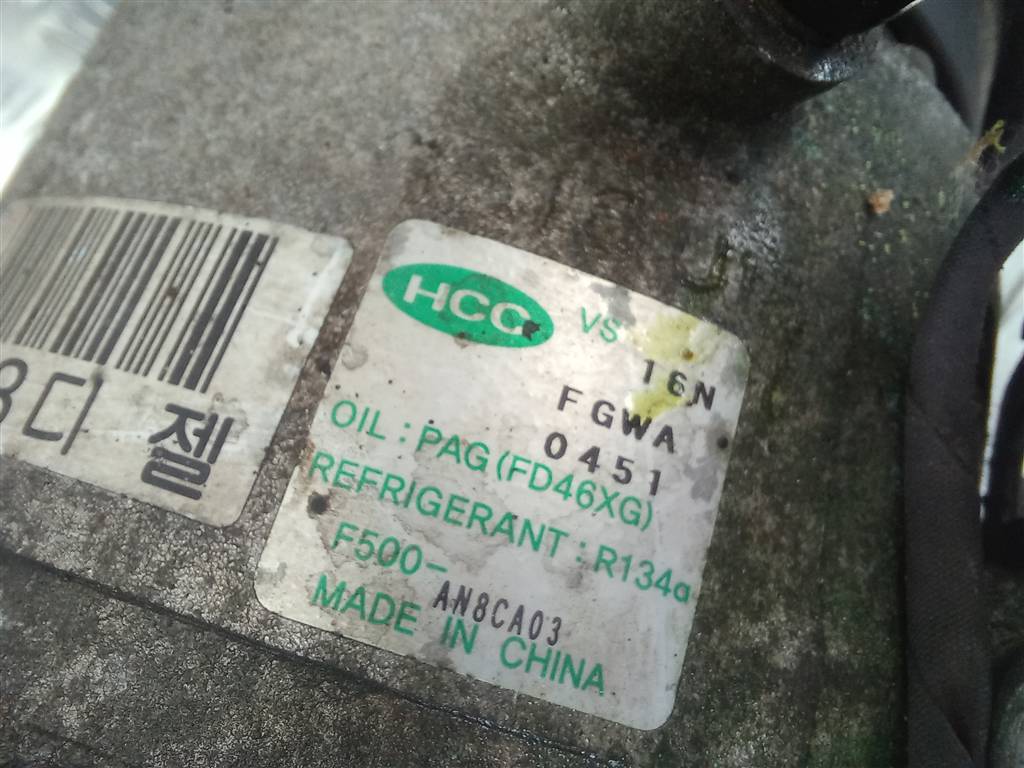 8디젤
HCC VS 16N
FGWA
0451
OIL : PAG (FD46XG)
REFRIGERANT : R134a
F500- AN8CA03
MADE IN CHINA